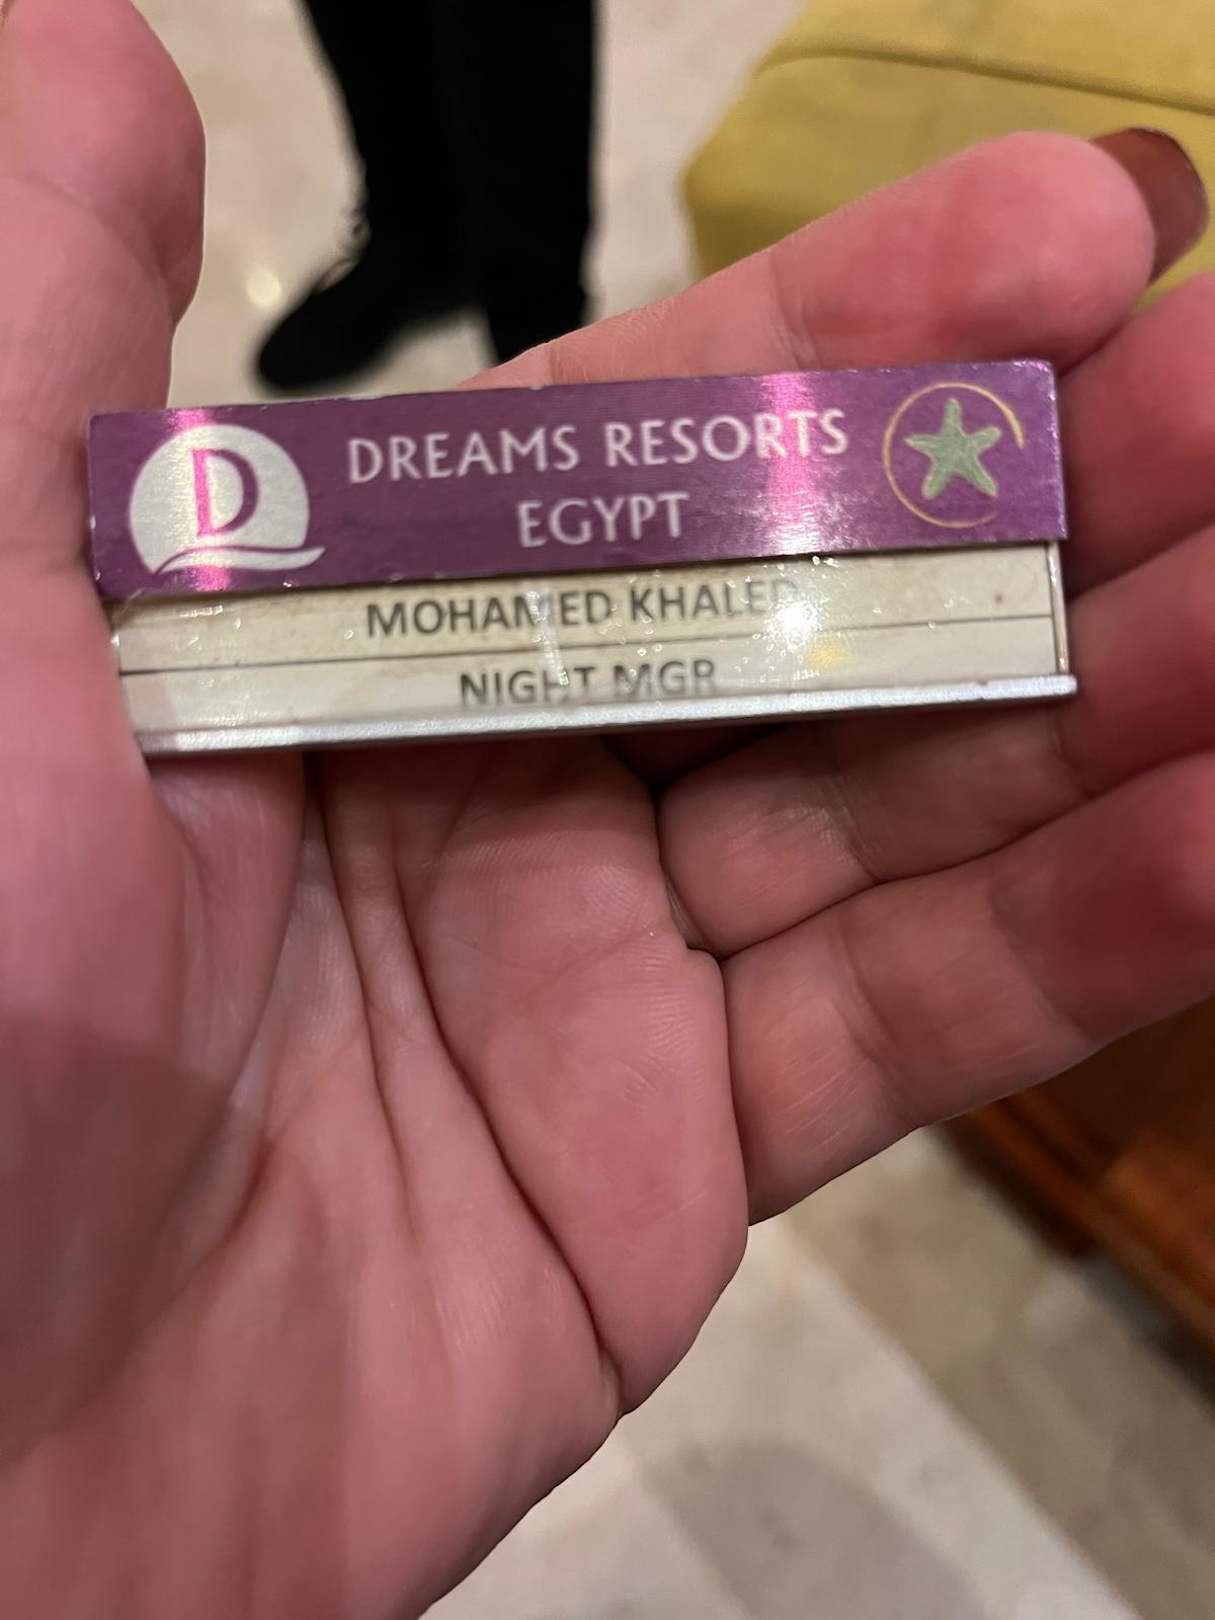 D
DREAMS RESORTS
EGYPT
MOHAMED KHALED
NIGHT MGR